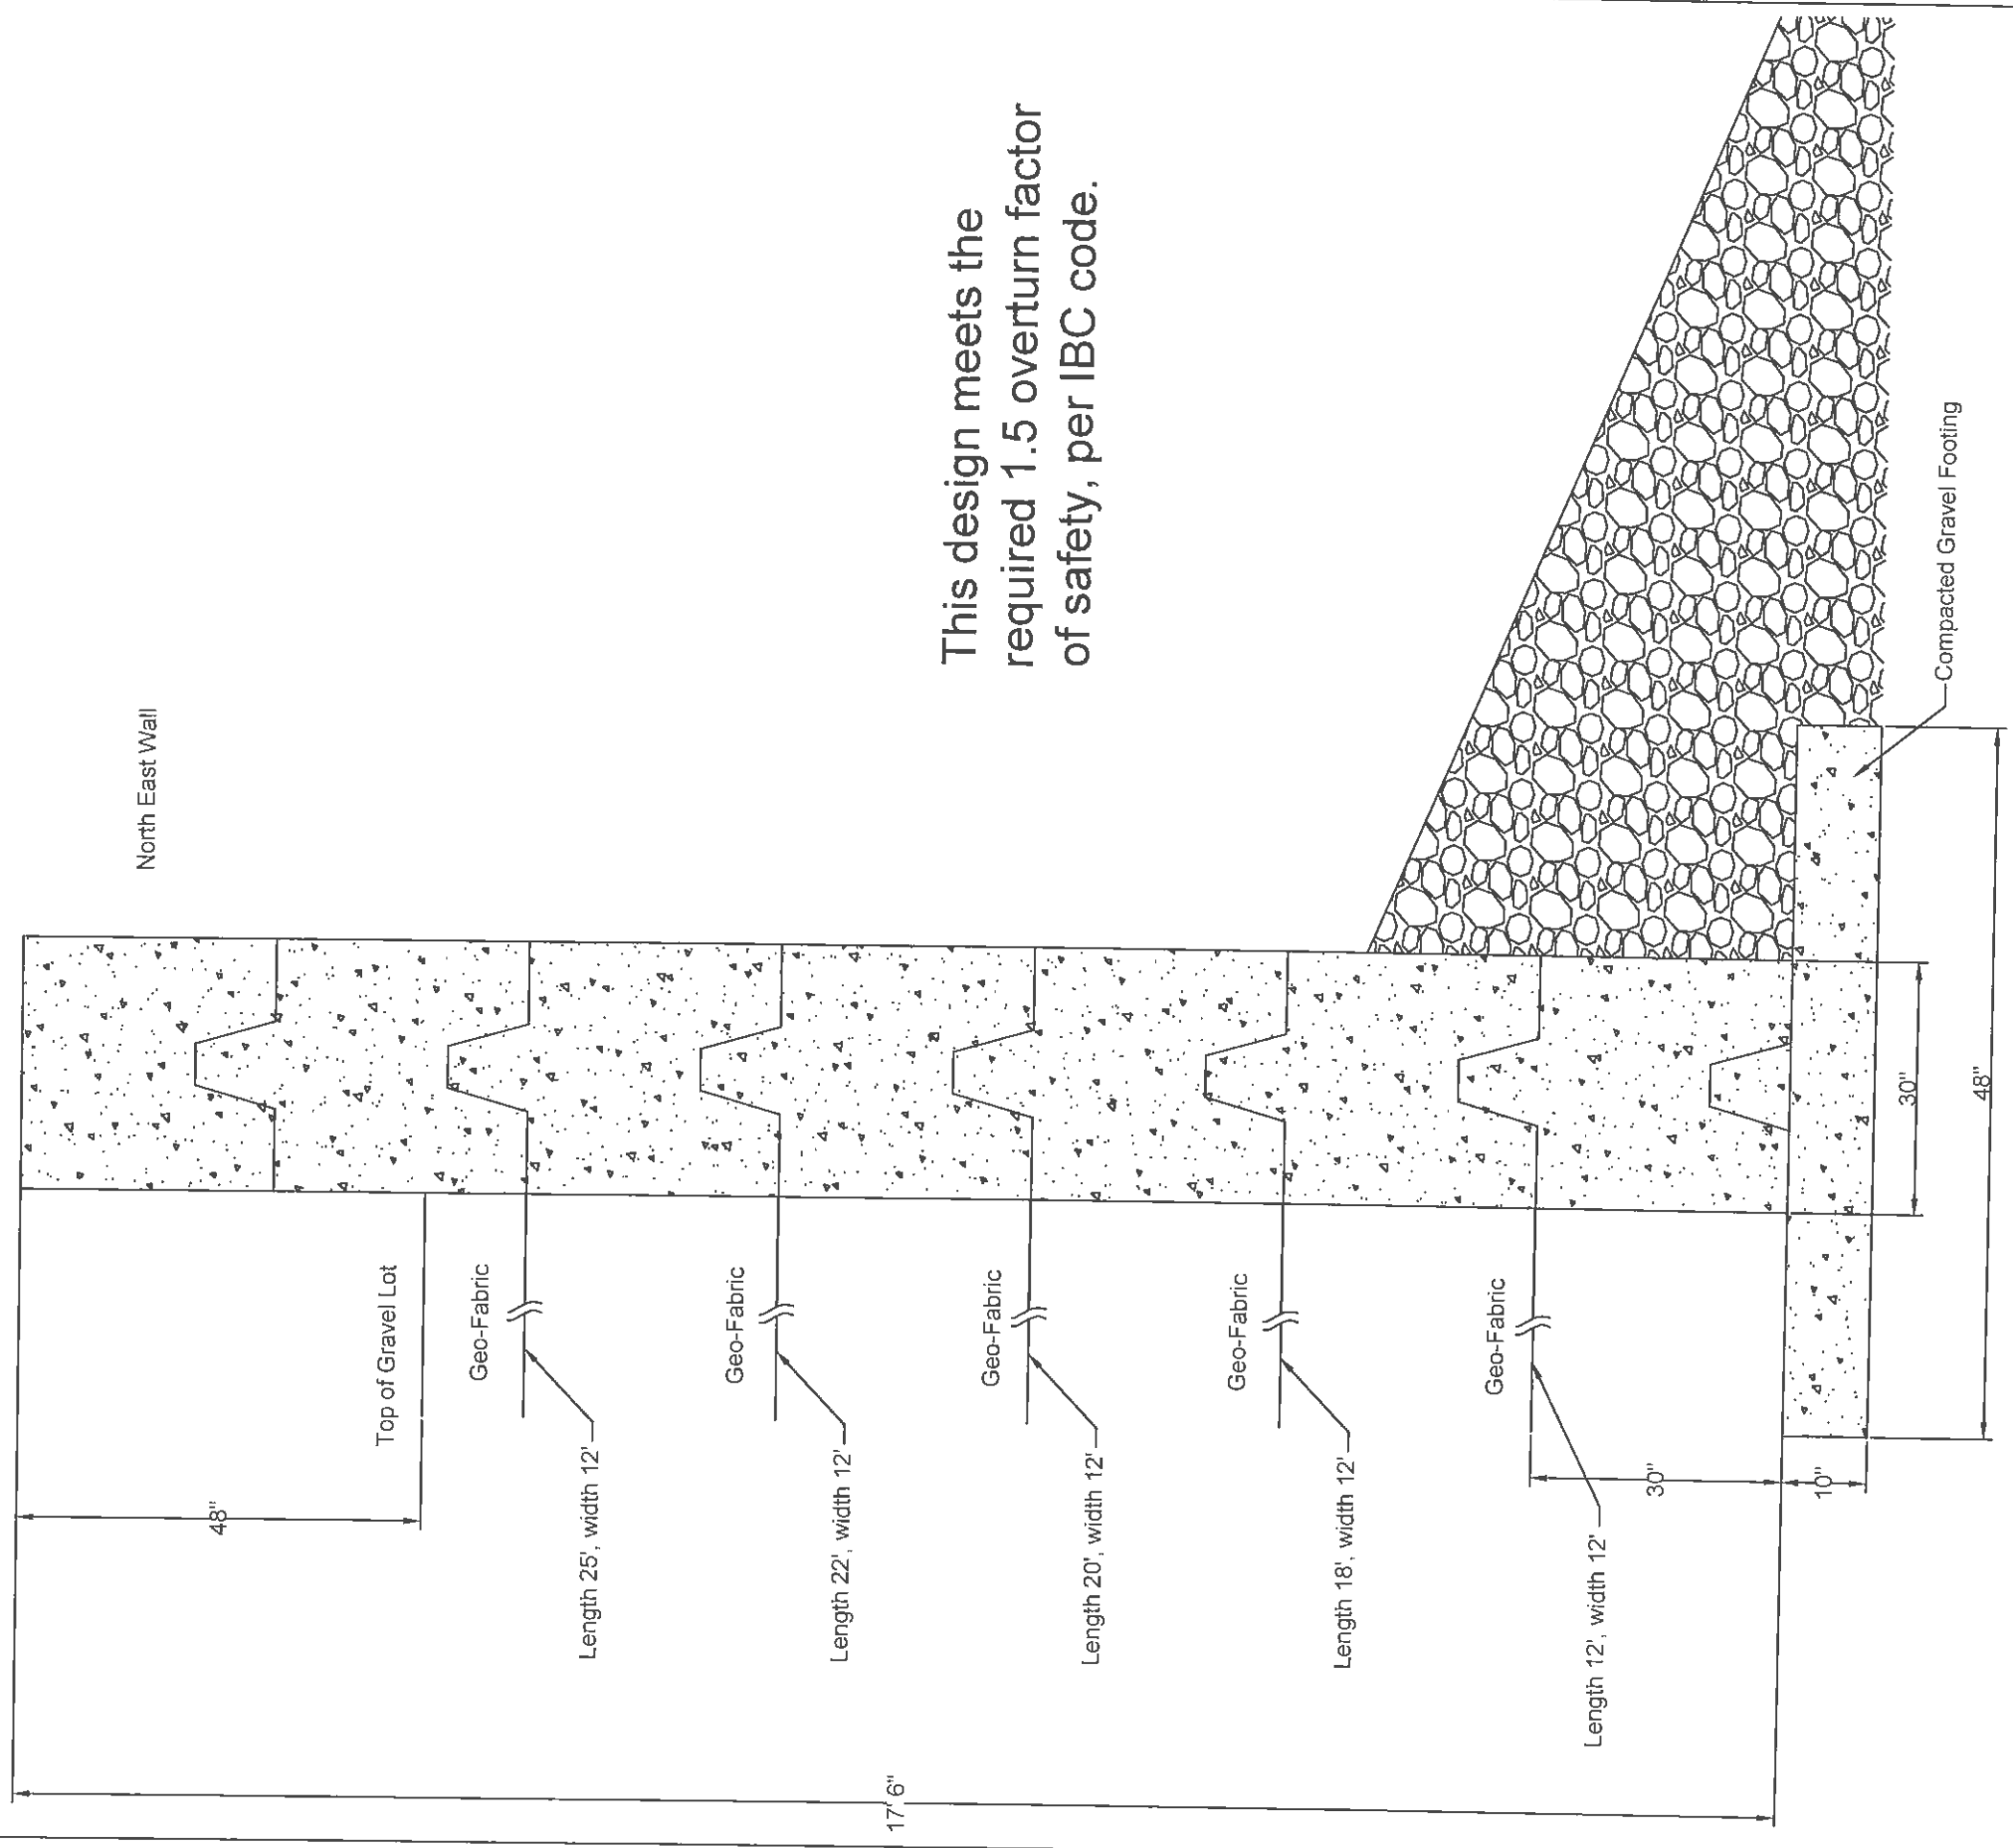 North East Wall
This design meets the
required 1.5 overturn factor
of safety, per IBC code.
48"
Top of Gravel Lot
Geo-Fabric
Length 25', width 12'
Geo-Fabric
Length 22', width 12'
Geo-Fabric
Length 20', width 12'
Geo-Fabric
Length 18', width 12'
Geo-Fabric
Length 12', width 12'
17' 6"
30"
10"
30"
48"
Compacted Gravel Footing